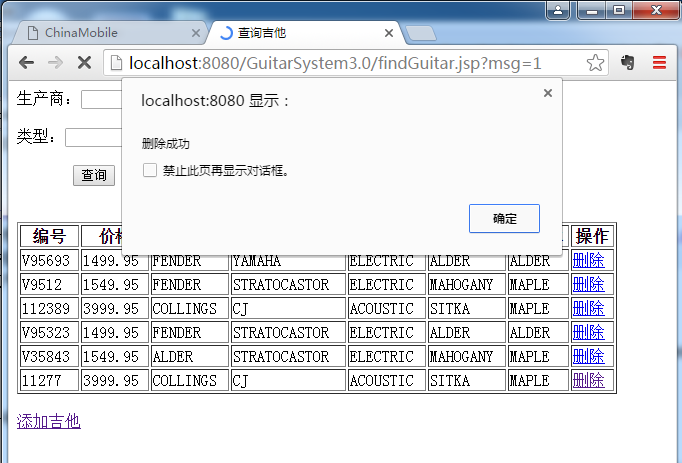 ChinaMobile
查询吉他
localhost:8080/GuitarSystem3.0/findGuitar.jsp?msg=1
生产商：
类型：
查询
localhost:8080 显示：
删除成功
禁止此页再显示对话框。
确定
编号 操作
V95693 1499.95 FENDER YAMAHA ELECTRIC ALDER ALDER 删除
V9512 1549.95 FENDER STRATOCASTOR ELECTRIC MAHOGANY MAPLE 删除
112389 3999.95 COLLINGS CJ ACOUSTIC SITKA MAPLE 删除
V95323 1499.95 FENDER STRATOCASTOR ELECTRIC ALDER ALDER 删除
V35843 1549.95 ALDER STRATOCASTOR ELECTRIC MAHOGANY MAPLE 删除
11277 3999.95 COLLINGS CJ ACOUSTIC SITKA MAPLE 删除
添加吉他